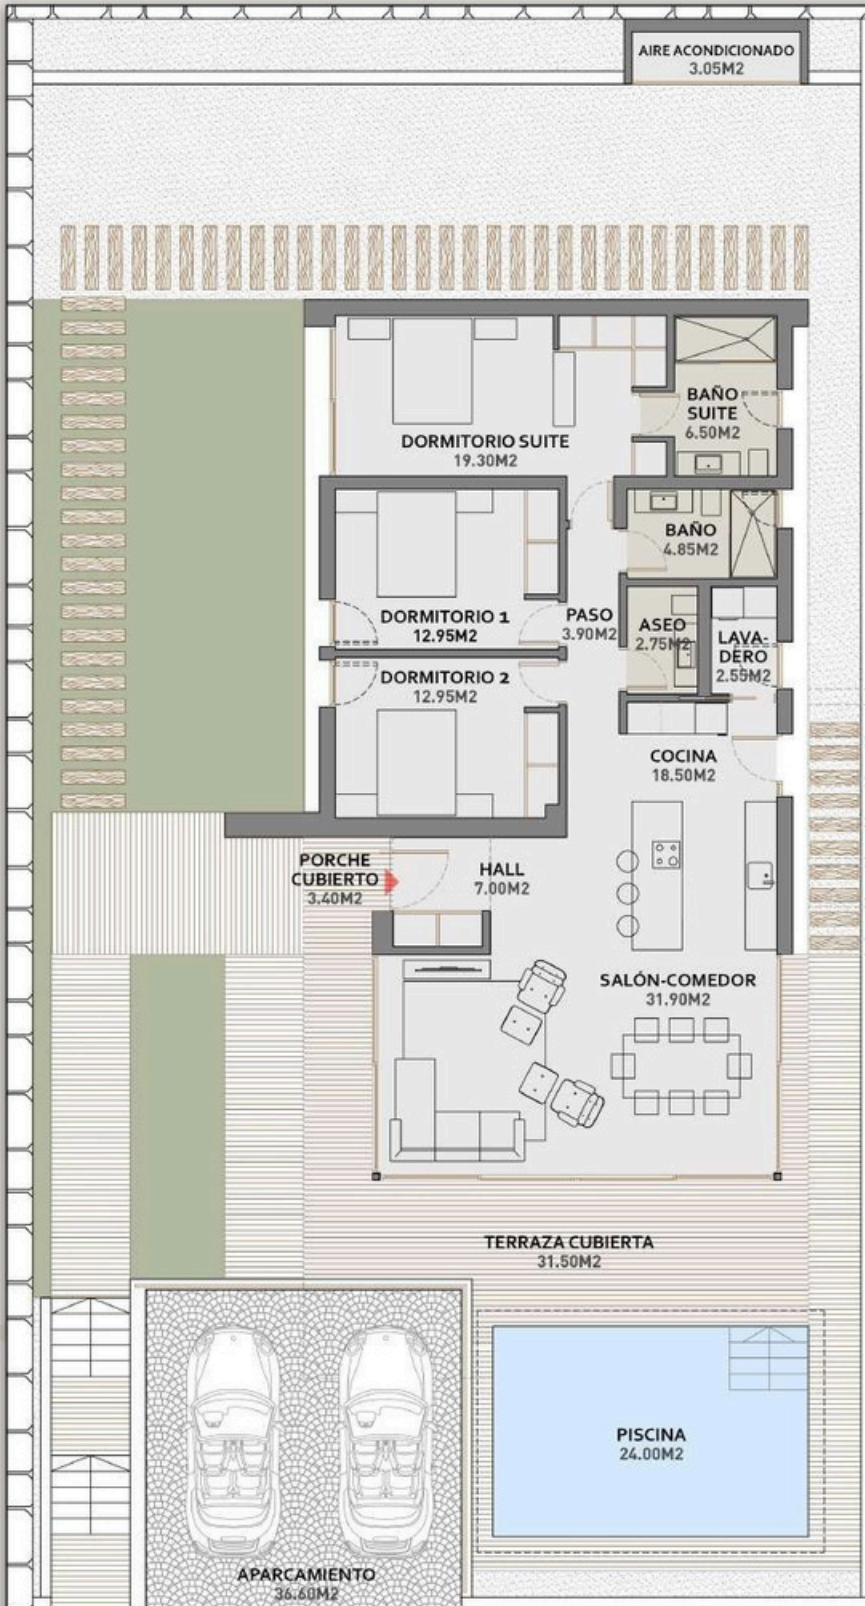 AIRE ACONDICIONADO
3.05M2
BAÑO
SUITE
6.50M2
DORMITORIO SUITE
19.30M2
BAÑO
4.85M2
DORMITORIO 1
12.95M2
PASO
3.90M2
ASEO
2.75M2
LAVA-
DERO
2.55M2
DORMITORIO 2
12.95M2
COCINA
18.50M2
PORCHE
CUBIERTO
3.40M2
HALL
7.00M2
SALÓN-COMEDOR
31.90M2
TERRAZA CUBIERTA
31.50M2
PISCINA
24.00M2
APARCAMIENTO
36.60M2